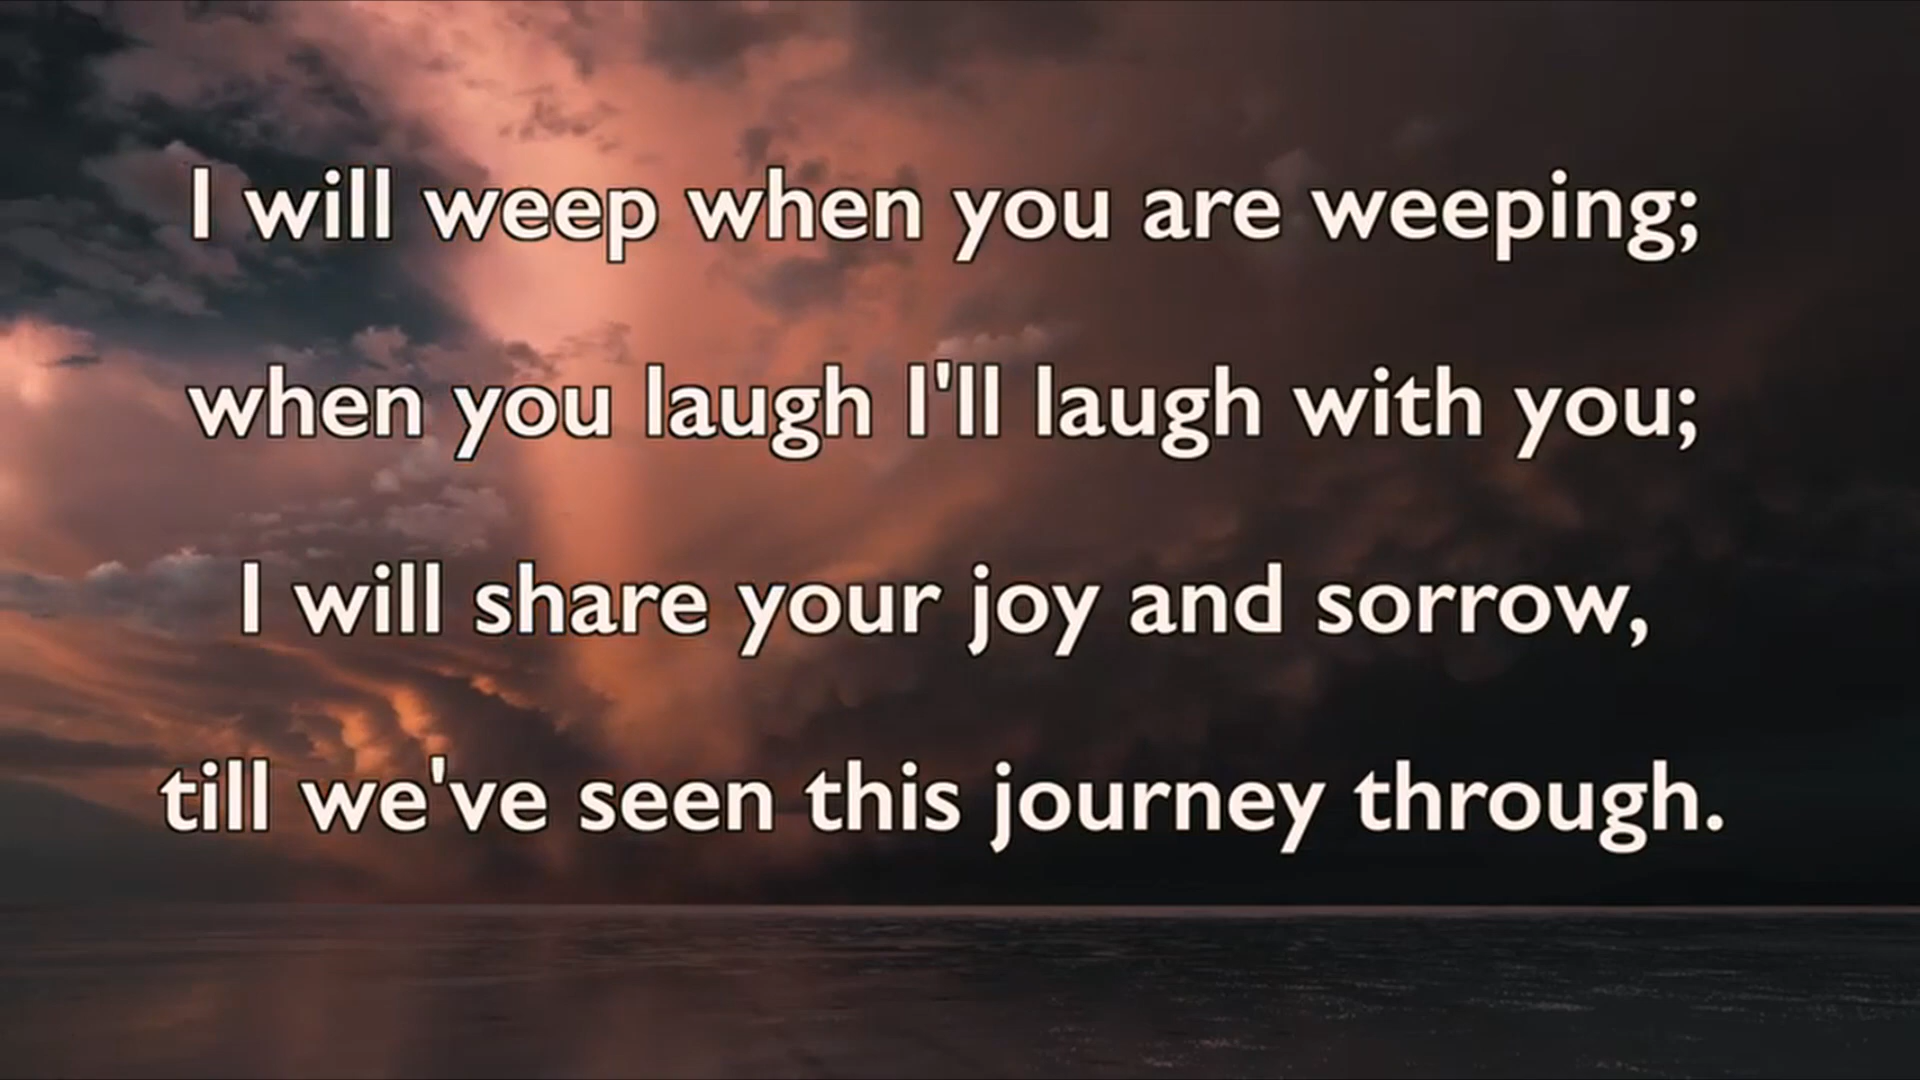 I will weep when you are weeping;
when you laugh I'll laugh with you;
I will share your joy and sorrow,
till we've seen this journey through.